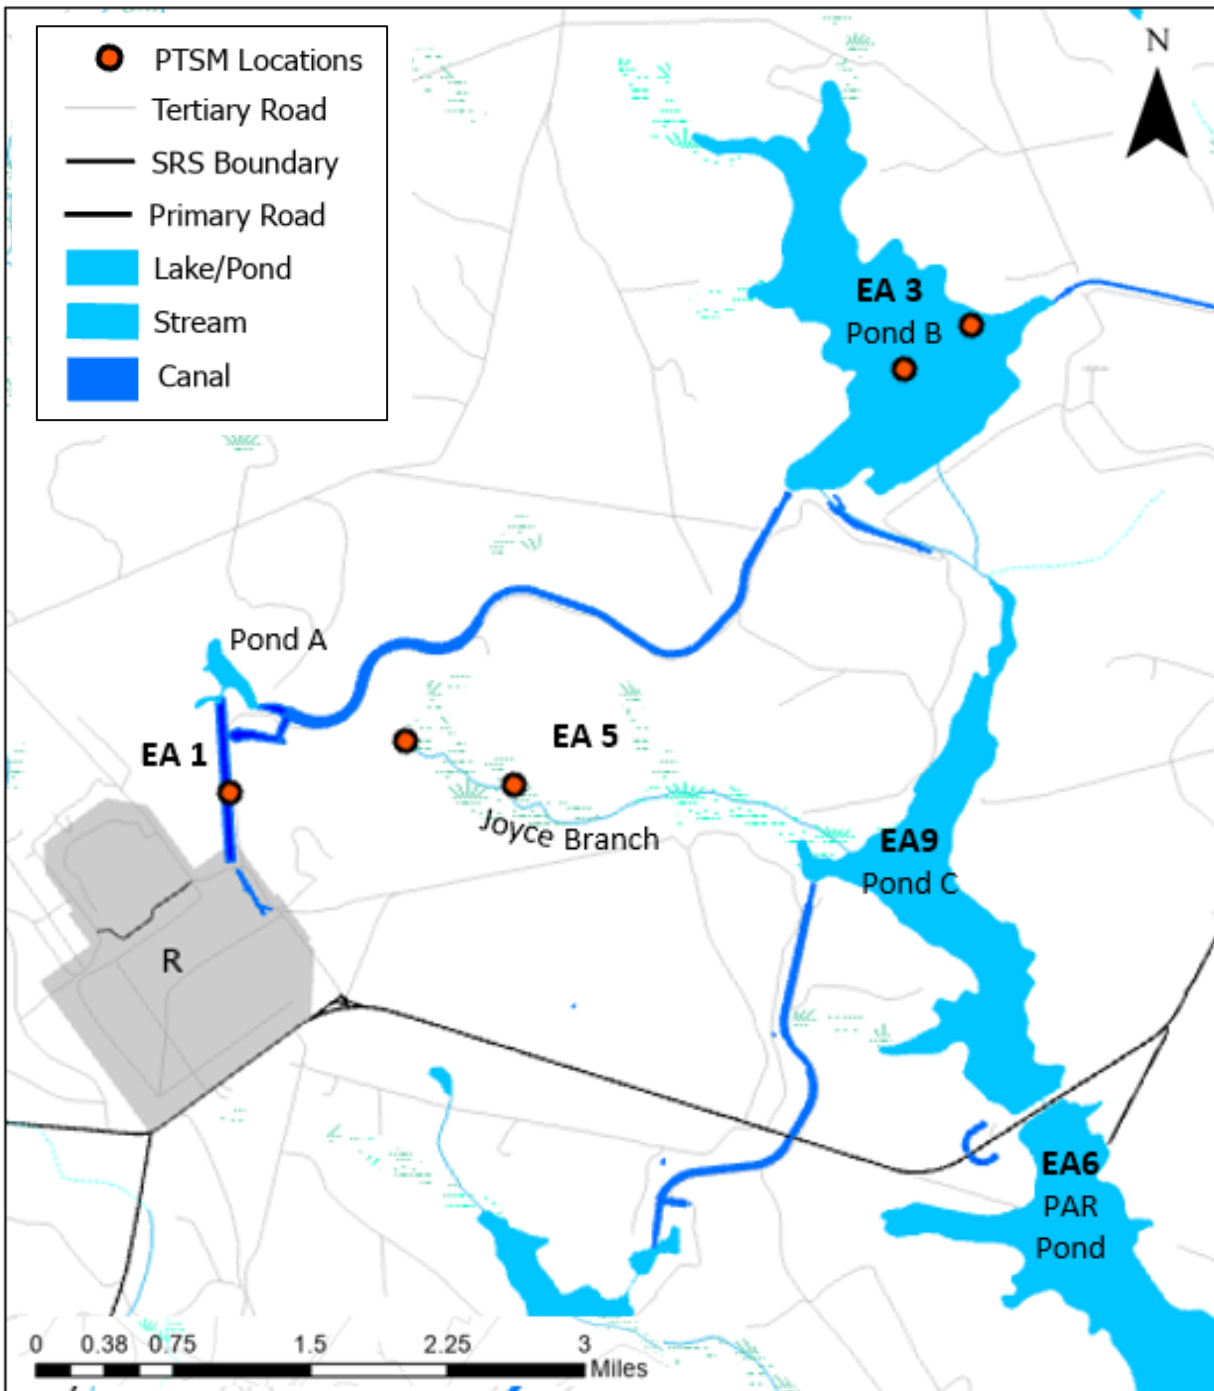 PTSM Locations
Tertiary Road
SRS Boundary
Primary Road
Lake/Pond
Stream
Canal
N
EA 3
Pond B
Pond A
EA 1
EA 5
Joyce Branch
EA9
Pond C
R
EA6
PAR
Pond
0 0.38 0.75 1.5 2.25 3
Miles